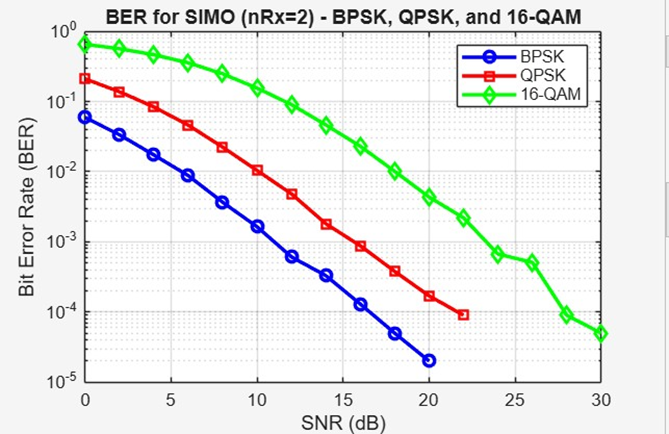 BER for SIMO (nRx=2) - BPSK, QPSK, and 16-QAM
10^0
10^-1
10^-2
10^-3
10^-4
10^-5
Bit Error Rate (BER)
BPSK
QPSK
16-QAM
0 5 10 15 20 25 30
SNR (dB)